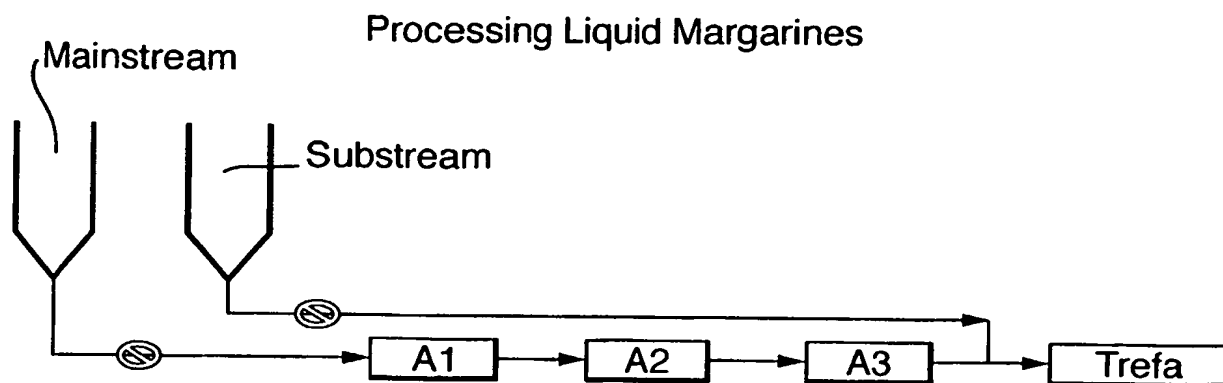 Processing Liquid Margarines
Mainstream
Substream
A1
A2
A3
Trefa